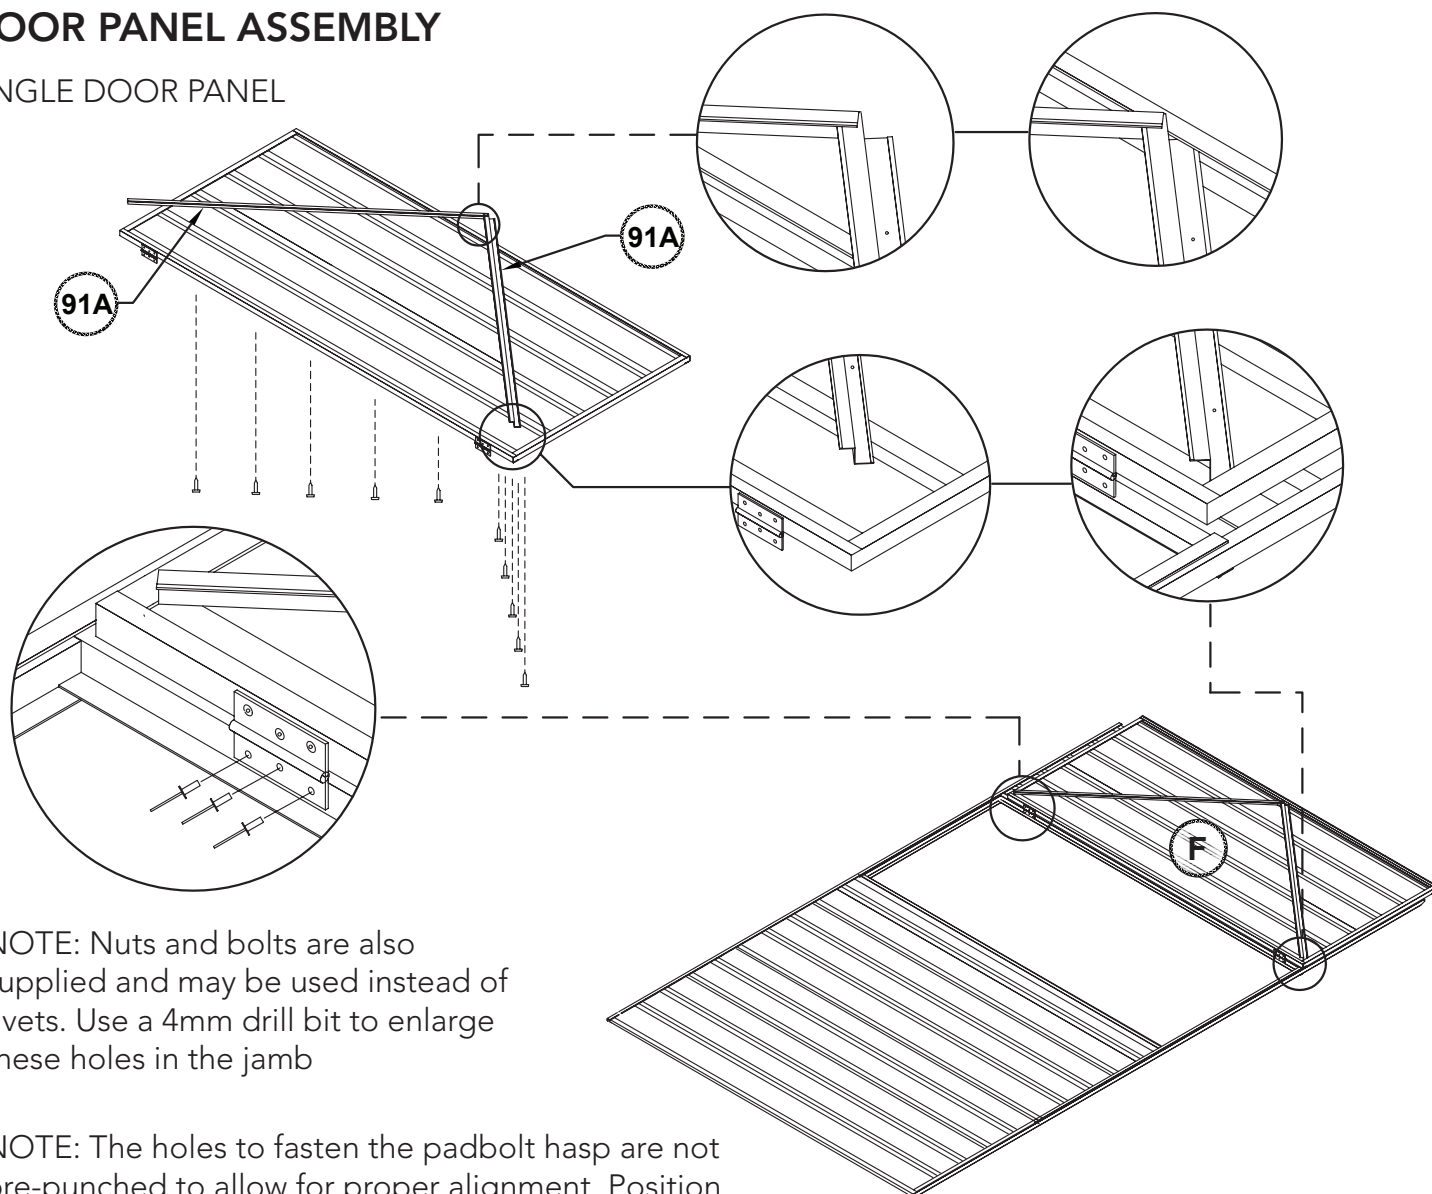 OOR PANEL ASSEMBLY
NGLE DOOR PANEL
91A
91A
F
NOTE: Nuts and bolts are also
upplied and may be used instead of
vets. Use a 4mm drill bit to enlarge
hese holes in the jamb
NOTE: The holes to fasten the padbolt hasp are not
pre-punched to allow for proper alignment. Position